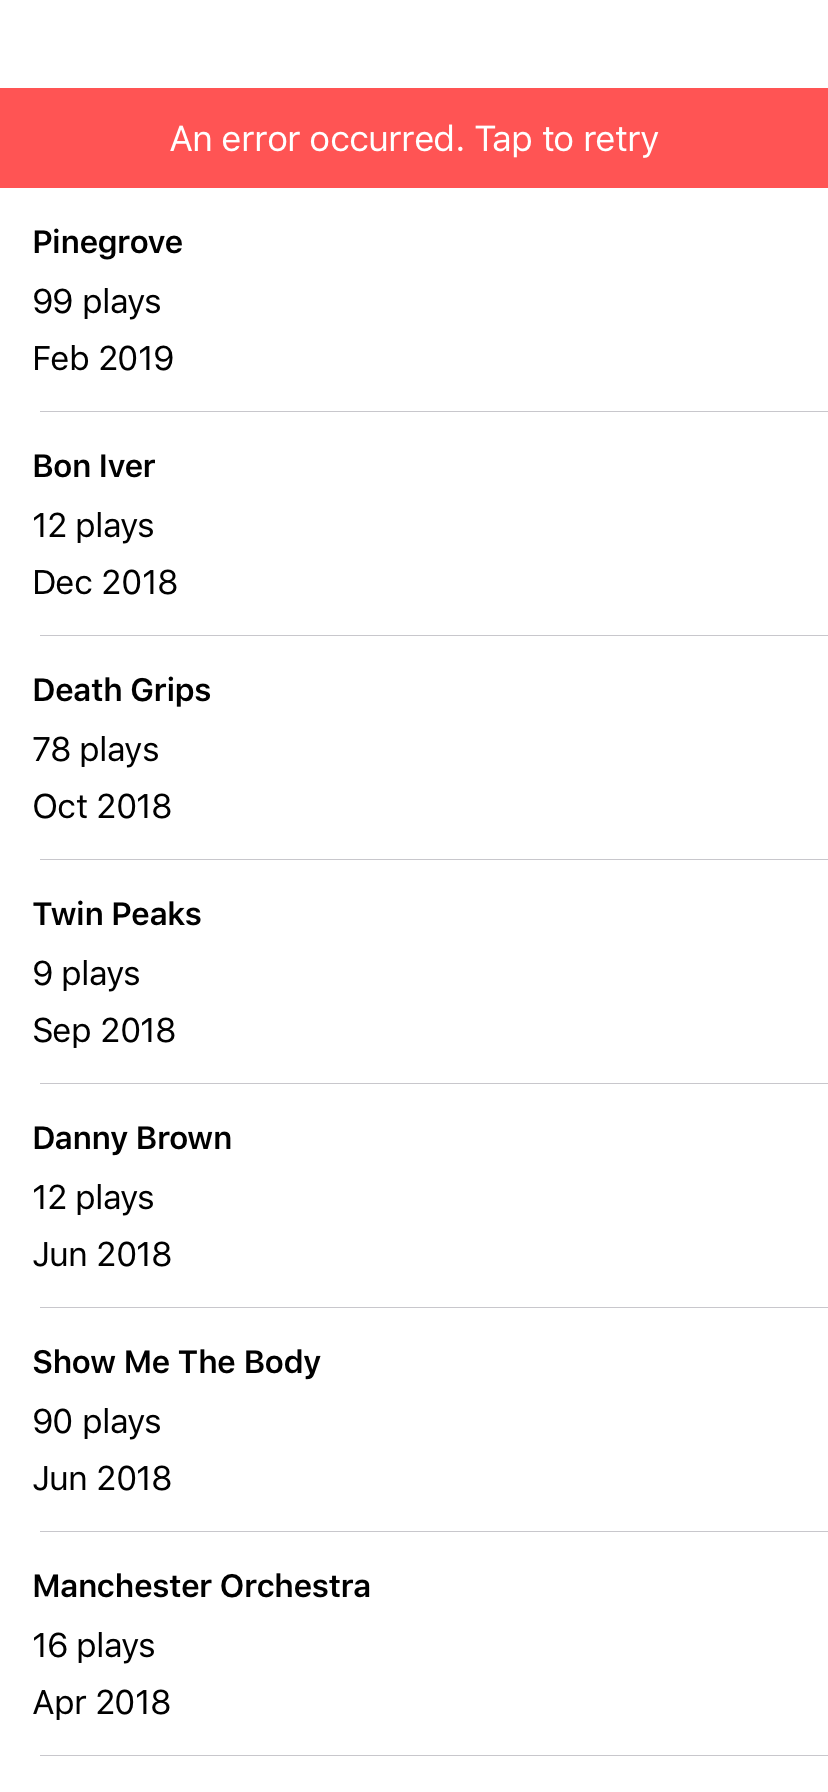 An error occurred. Tap to retry
Pinegrove
99 plays
Feb 2019
Bon Iver
12 plays
Dec 2018
Death Grips
78 plays
Oct 2018
Twin Peaks
9 plays
Sep 2018
Danny Brown
12 plays
Jun 2018
Show Me The Body
90 plays
Jun 2018
Manchester Orchestra
16 plays
Apr 2018